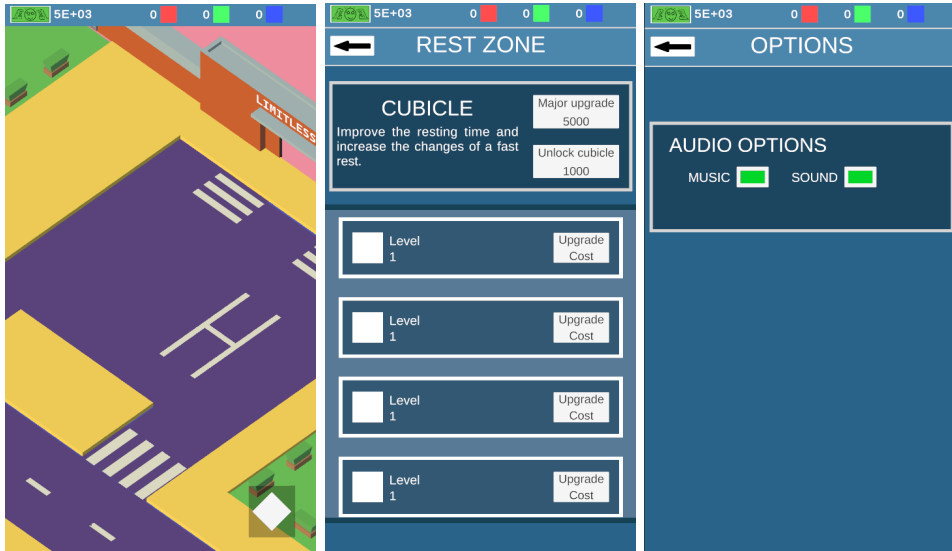 5E+03 0 0 0
LIMITLESS
5E+03 0 0 0
REST ZONE
CUBICLE
Improve the resting time and
increase the changes of a fast
rest.
Major upgrade
5000
Unlock cubicle
1000
Level
1
Upgrade
Cost
Level
1
Upgrade
Cost
Level
1
Upgrade
Cost
Level
1
Upgrade
Cost
5E+03 0 0 0
OPTIONS
AUDIO OPTIONS
MUSIC SOUND